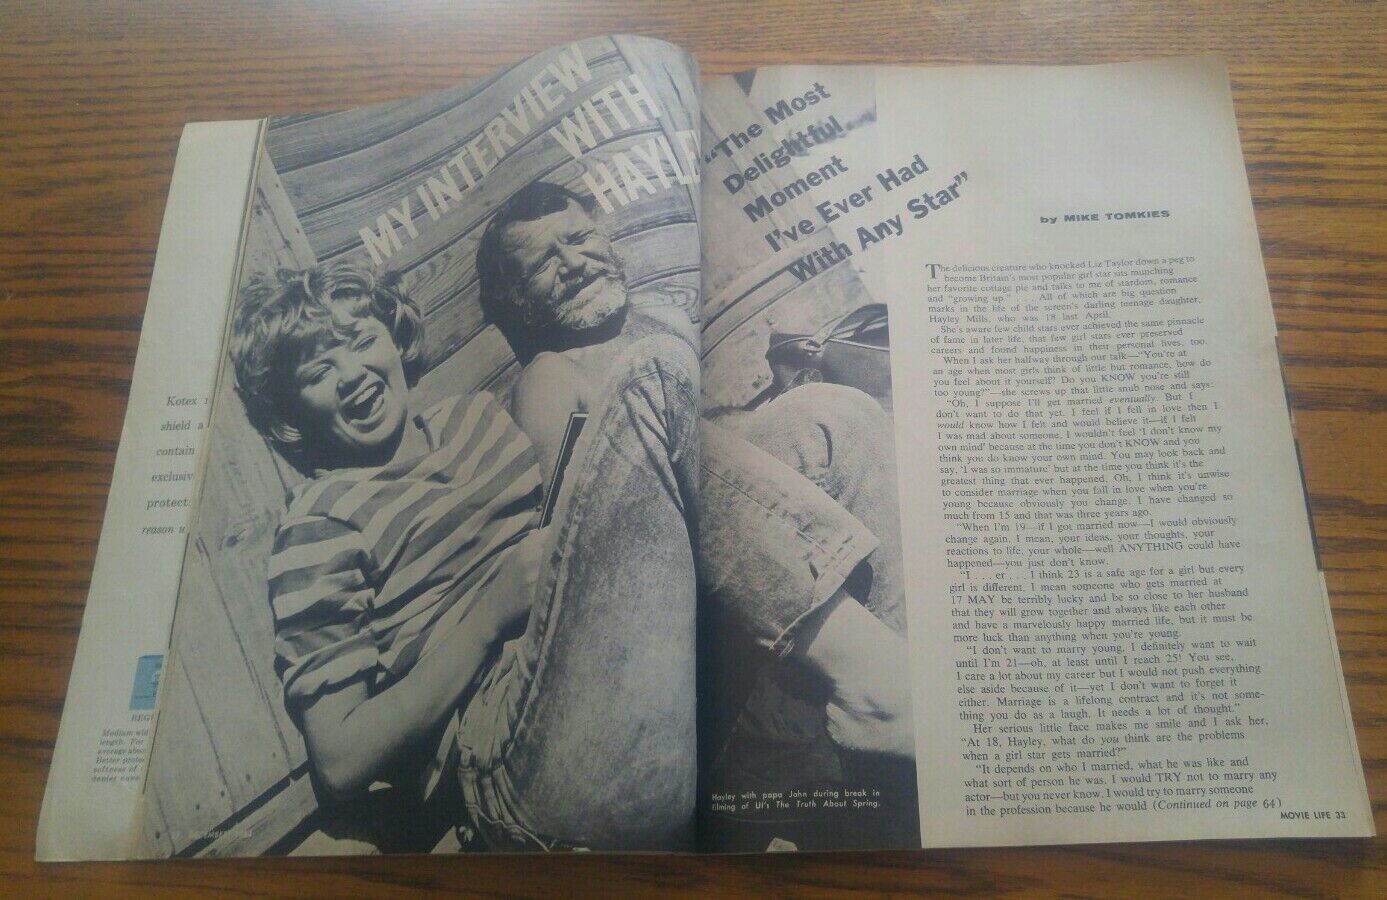 Kotex
shield a
contain
exclusiv
protect
reason u
REGU
Medium wid
length. For
average abso
Better prote
softness of
denier cove
MY INTERVIEW
WITH
HAYLE
DECEMBER
"The Most
Delightful
Moment
I've Ever Had
With Any Star"
by MIKE TOMKIES
The delicious creature who knocked Liz Taylor down a peg to
become Britain's most popular girl star sits munching
her favorite cottage pie and talks to me of stardom, romance
and "growing up." . . . All of which are big question
marks in the life of the screen's darling teenage daughter,
Hayley Mills, who was 18 last April.
She's aware few child stars ever achieved the same pinnacle
of fame in later life, that few girl stars ever preserved
careers and found happiness in their personal lives, too.
When I ask her halfway through our talk—"You're at
an age when most girls think of little but romance, how do
you feel about it yourself? Do you KNOW you're still
too young?"—she screws up that little snub nose and says:
"Oh, I suppose I'll get married eventually. But I
don't want to do that yet. I feel if I fell in love then I
would know how I felt and would believe it—if I felt
I was mad about someone, I wouldn't feel 'I don't know my
own mind' because at the time you don't KNOW and you
think you do know your own mind. You may look back and
say, 'I was so immature' but at the time you think it's the
greatest thing that ever happened. Oh, I think it's unwise
to consider marriage when you fall in love when you're
young because obviously you change. I have changed so
much from 15 and that was three years ago.
"When I'm 19—if I got married now—I would obviously
change again. I mean, your ideas, your thoughts, your
reactions to life, your whole—well ANYTHING could have
happened—you just don't know.
"I . . . er . . . I think 23 is a safe age for a girl but every
girl is different. I mean someone who gets married at
17 MAY be terribly lucky and be so close to her husband
that they will grow together and always like each other
and have a marvelously happy married life, but it must be
more luck than anything when you're young.
"I don't want to marry young. I definitely want to wait
until I'm 21—oh, at least until I reach 25! You see,
I care a lot about my career but I would not push everything
else aside because of it—yet I don't want to forget it
either. Marriage is a lifelong contract and it's not some-
thing you do as a laugh. It needs a lot of thought."
Her serious little face makes me smile and I ask her,
"At 18, Hayley, what do you think are the problems
when a girl star gets married?"
"It depends on who I married, what he was like and
what sort of person he was. I would TRY not to marry any
actor—but you never know. I would try to marry someone
in the profession because he would (Continued on page 64)
Hayley with papa John during break in
filming of UI's The Truth About Spring.
MOVIE LIFE 33